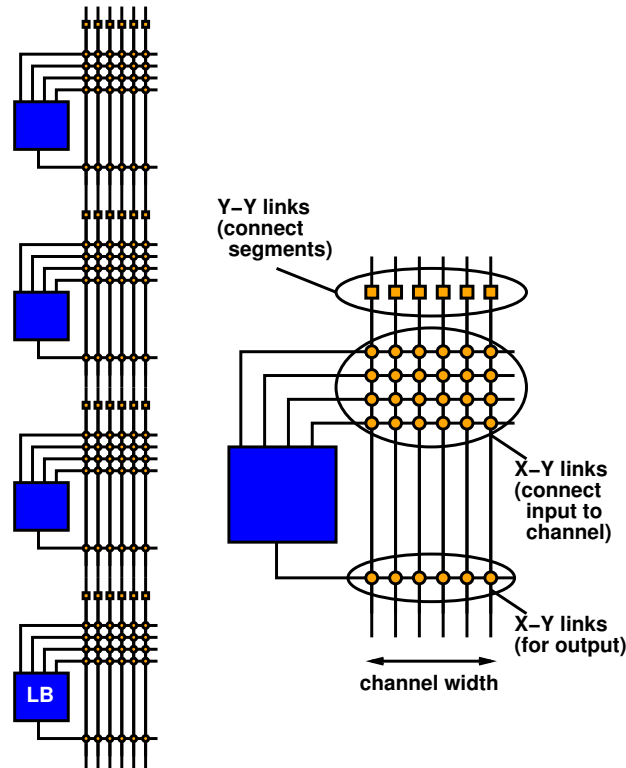 Y−Y links
(connect
segments)
X−Y links
(connect
input to
channel)
LB
X−Y links
(for output)
channel width